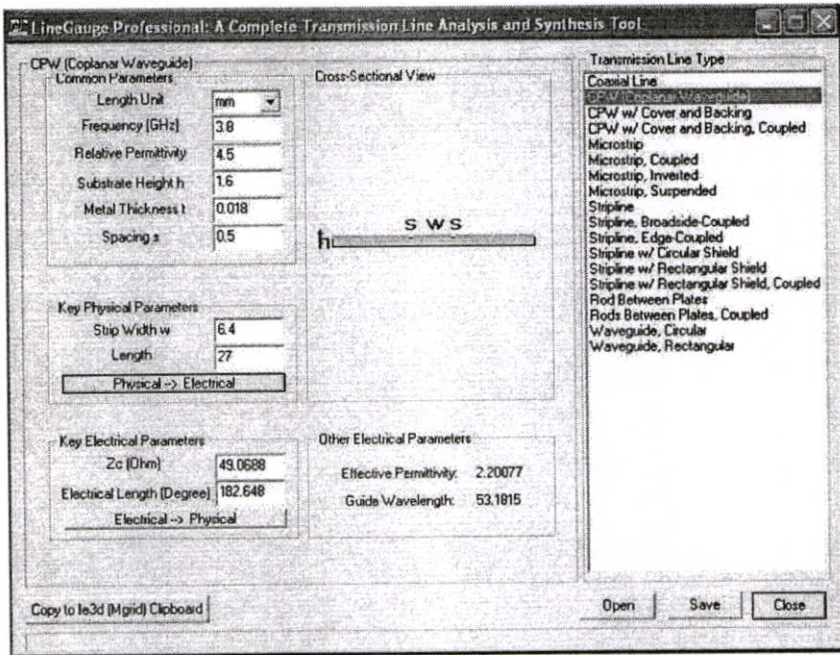 LineGauge Professional: A Complete Transmission Line Analysis and Synthesis Tool
CPW (Coplanar Waveguide)
Common Parameters
Length Unit mm
Frequency (GHz) 3.8
Relative Permittivity 4.5
Substrate Height h 1.6
Metal Thickness t 0.018
Spacing s 0.5
Key Physical Parameters
Strip Width w 6.4
Length 27
Physical -> Electrical
Key Electrical Parameters
Zc (Ohm) 49.0688
Electrical Length (Degree) 182.648
Electrical -> Physical
Cross-Sectional View
S W S
h
Other Electrical Parameters
Effective Permittivity: 2.20077
Guide Wavelength: 53.1815
Transmission Line Type
Coaxial Line
CPW (Coplanar Waveguide)
CPW w/ Cover and Backing
CPW w/ Cover and Backing, Coupled
Microstrip
Microstrip, Coupled
Microstrip, Inverted
Microstrip, Suspended
Stripline
Stripline, Broadside-Coupled
Stripline, Edge-Coupled
Stripline w/ Circular Shield
Stripline w/ Rectangular Shield
Stripline w/ Rectangular Shield, Coupled
Rod Between Plates
Rods Between Plates, Coupled
Waveguide, Circular
Waveguide, Rectangular
Copy to Ie3d (Mgrid) Clipboard
Open
Save
Close